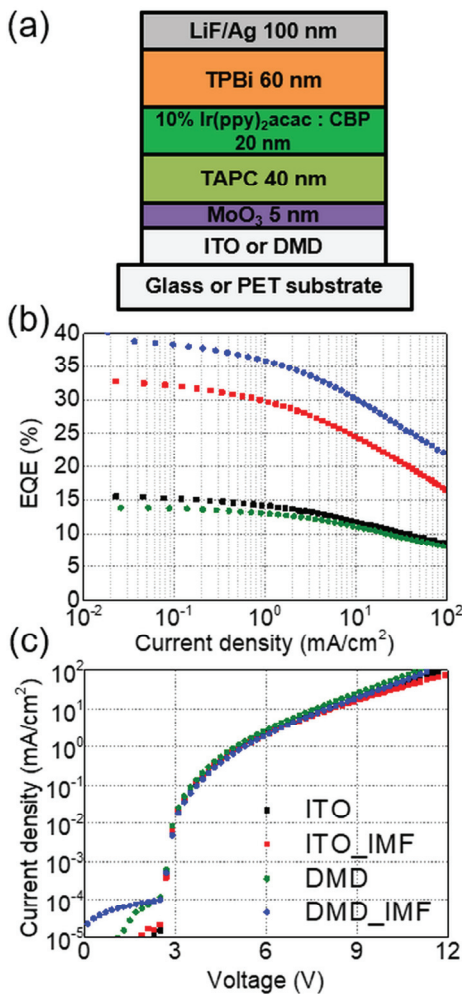 (a)
LiF/Ag 100 nm
TPBi 60 nm
10% Ir(ppy)₂acac : CBP
20 nm
TAPC 40 nm
MoO₃ 5 nm
ITO or DMD
Glass or PET substrate
(b)
EQE (%)
40
35
30
25
20
15
10
5
0
10⁻² 10⁻¹ 10⁰ 10¹ 10²
Current density (mA/cm²)
(c)
Current density (mA/cm²)
10²
10¹
10⁰
10⁻¹
10⁻²
10⁻³
10⁻⁴
10⁻⁵
ITO
ITO_IMF
DMD
DMD_IMF
0 3 6 9 12
Voltage (V)